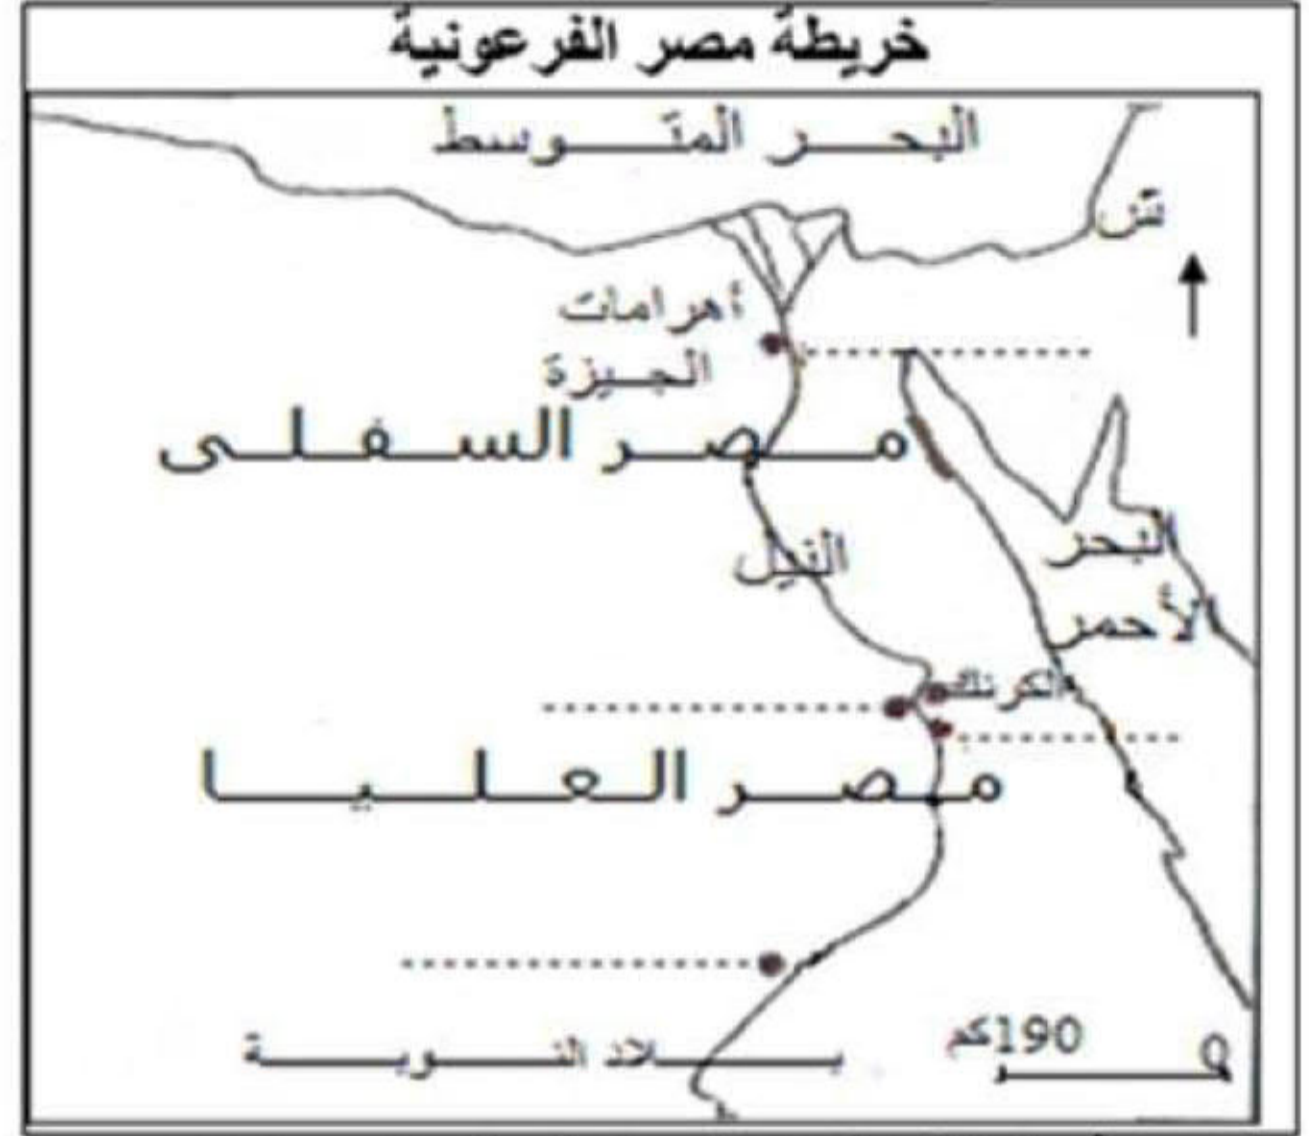 خريطة مصر الفرعونية
البحر المتوسط
ش
أهرامات
الجيزة
مصر السفلى
النيل
البحر
الأحمر
الكرنك
مصر العليا
190كم
0
بلاد النوبة